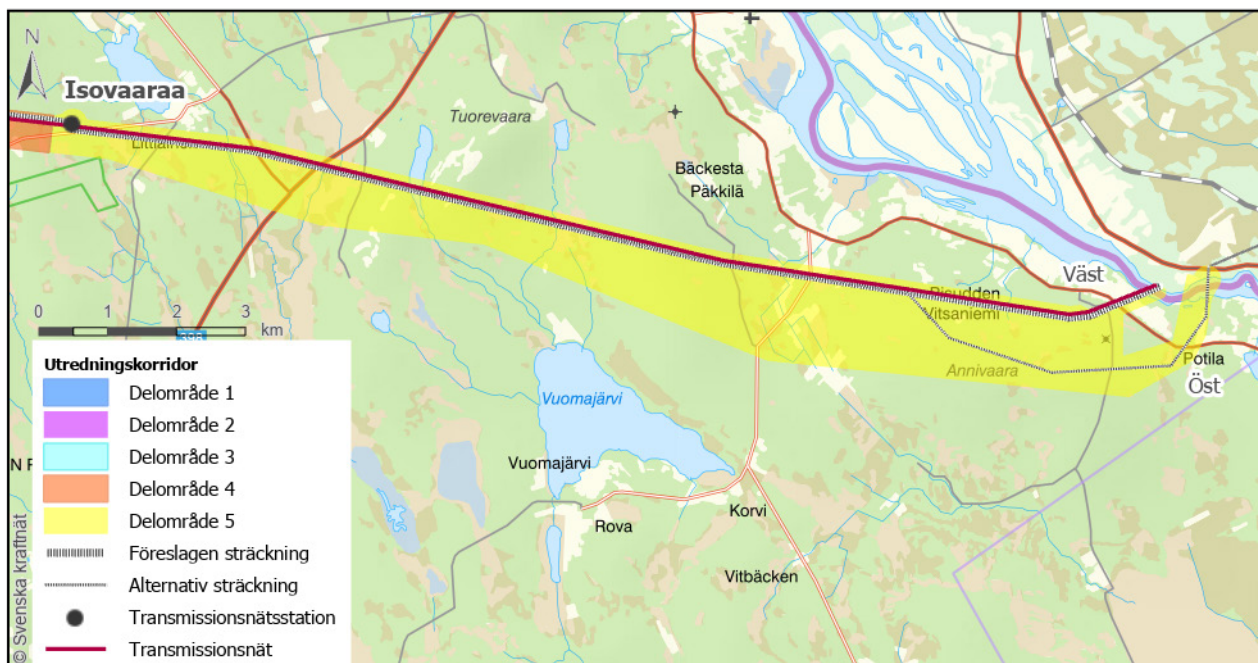 N
Isovaaraa
Tuorevaara
Bäckesta
Päkkilä
Väst
Risudden
Vitsaniemi
Annivaara
Potila
Öst
0 1 2 3
km
398
Vuomajärvi
Vuomajärvi
Rova
Korvi
Vitbäcken
Utredningskorridor
Delområde 1
Delområde 2
Delområde 3
Delområde 4
Delområde 5
Föreslagen sträckning
Alternativ sträckning
Transmissionsnätsstation
Transmissionsnät
© Svenska kraftnät